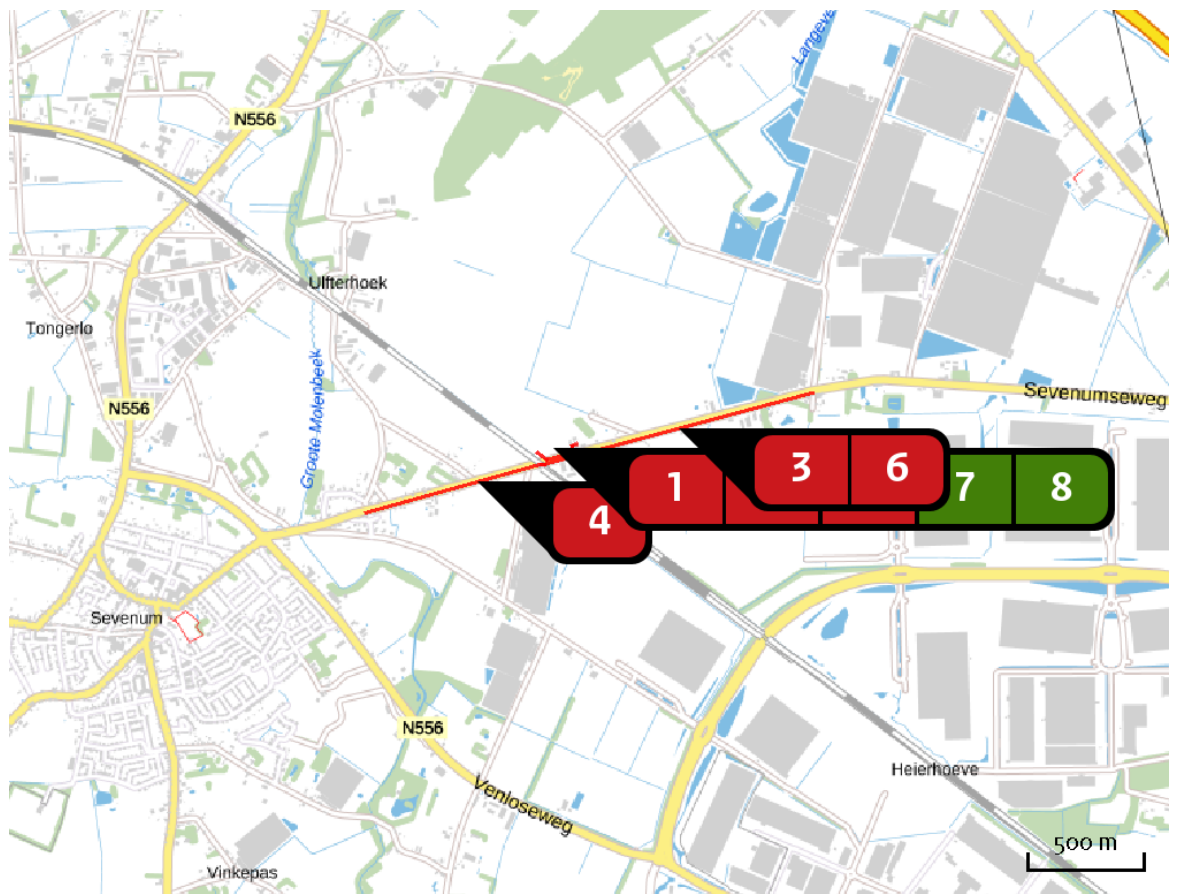 Langeve
N556
Ulfterhoek
Tongerlo
Groote Molenbeek
N556
Sevenumseweg
3
6
1
7
8
4
Sevenum
N556
Venloseweg
Heierhoeve
500 m
Vinkepas